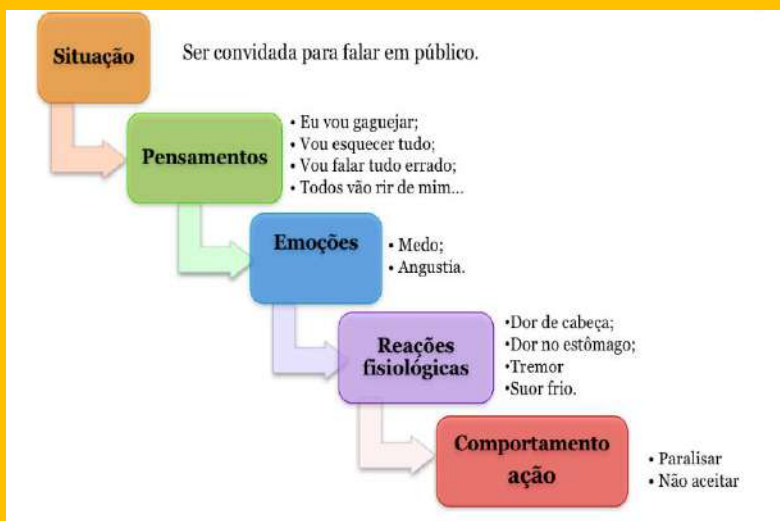 Situação
Ser convidada para falar em público.
Pensamentos
• Eu vou gaguejar;
• Vou esquecer tudo;
• Vou falar tudo errado;
• Todos vão rir de mim...
Emoções
• Medo;
• Angustia.
Reações
fisiológicas
•Dor de cabeça;
•Dor no estômago;
•Tremor
•Suor frio.
Comportamento
ação
• Paralisar
• Não aceitar